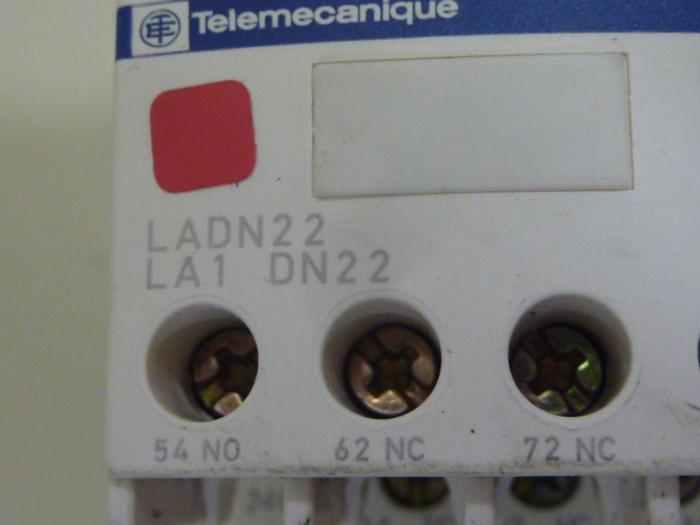 Telemecanique
LADN22
LA1 DN22
54 NO 62 NC 72 NC